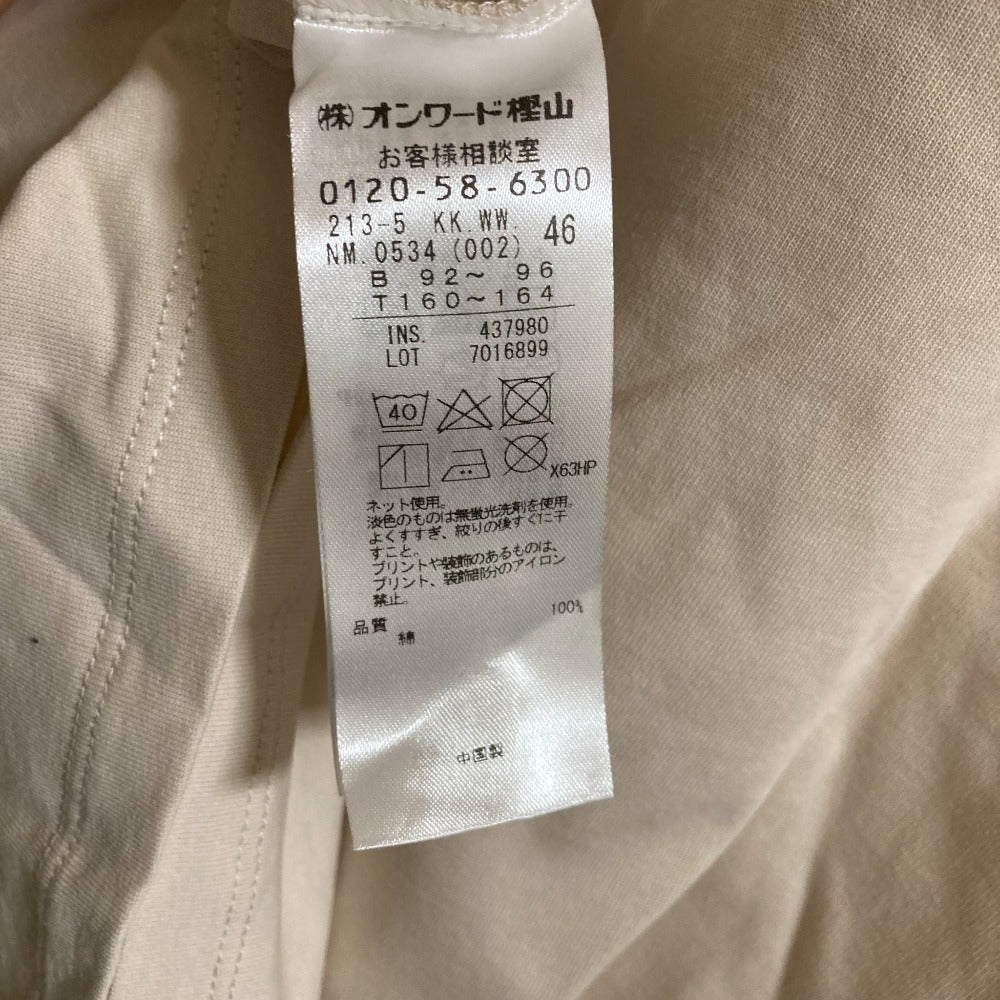 ㈱オンワード樫山
お客様相談室
0120-58-6300
213-5 KK.WW.
NM.0534 (002) 46
B 92～ 96
T160～164
INS. 437980
LOT 7016899
40
X63HP
ネット使用。
淡色のものは無蛍光洗剤を使用。
よくすすぎ、絞りの後すぐに干
すこと。
プリントや装飾のあるものは、
プリント、装飾部分のアイロン
禁止。
品質
綿 100%
中国製